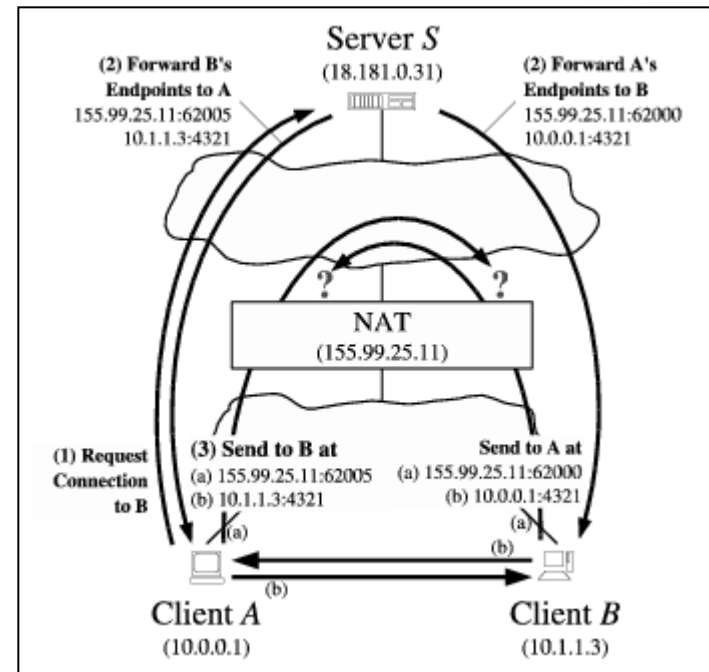 Server S
(18.181.0.31)
(2) Forward B's
Endpoints to A
155.99.25.11:62005
10.1.1.3:4321
(2) Forward A's
Endpoints to B
155.99.25.11:62000
10.0.0.1:4321
?
?
NAT
(155.99.25.11)
(1) Request
Connection
to B
(3) Send to B at
(a) 155.99.25.11:62005
(b) 10.1.1.3:4321
Send to A at
(a) 155.99.25.11:62000
(b) 10.0.0.1:4321
(a)
(a)
(b)
(b)
Client A
(10.0.0.1)
Client B
(10.1.1.3)